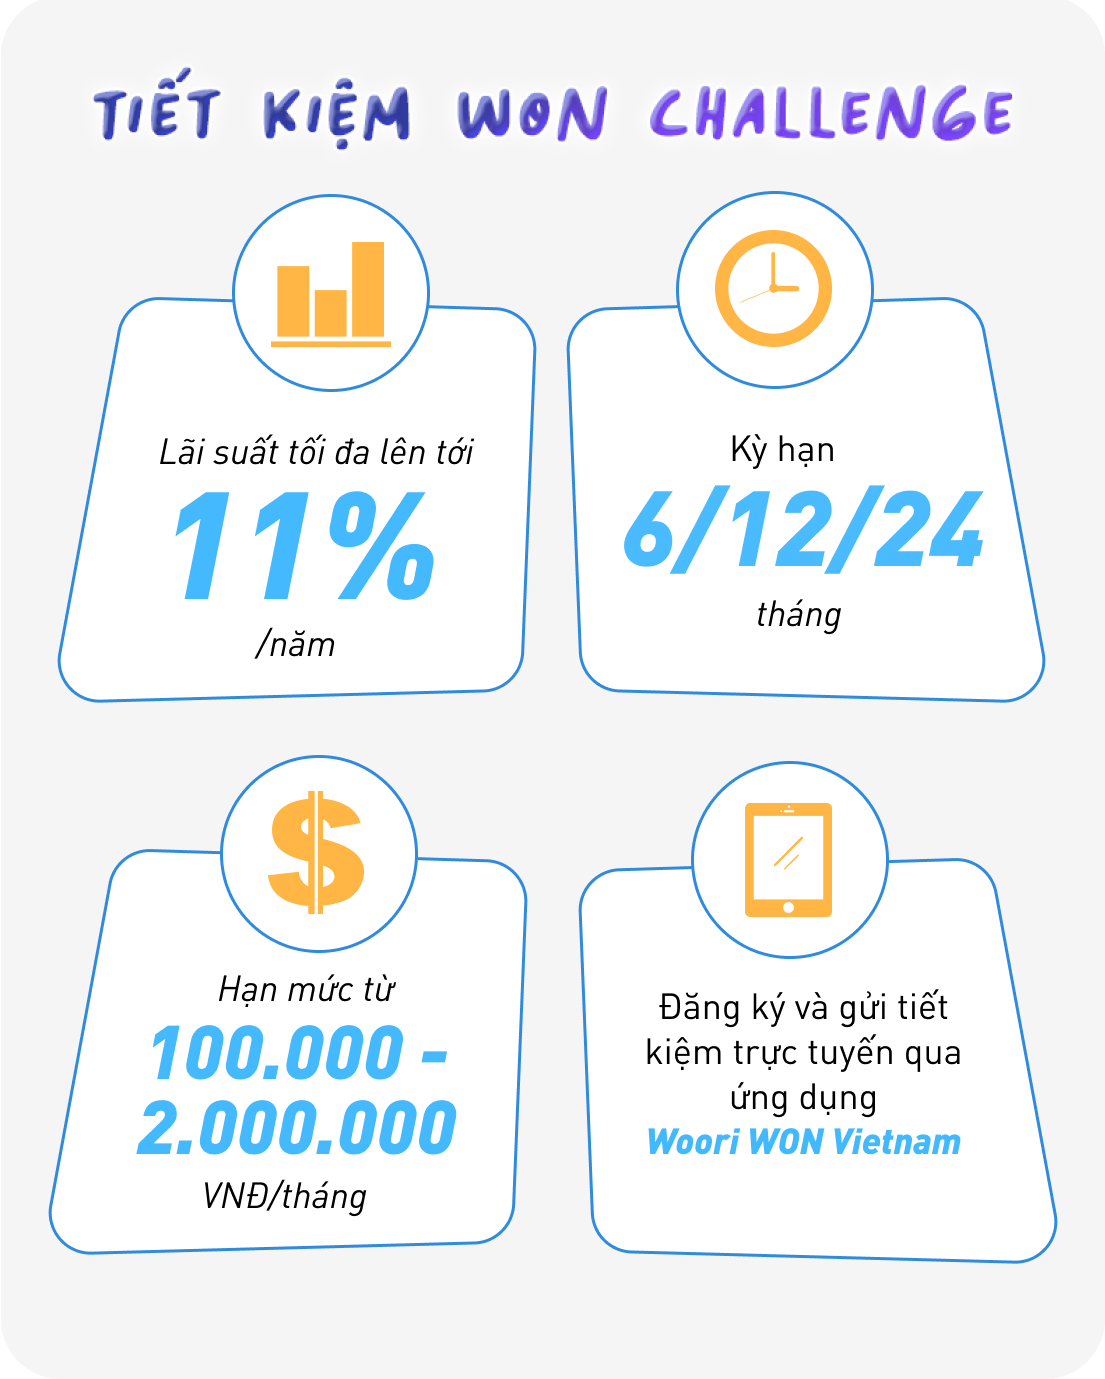 TIẾT KIỆM WON CHALLENGE
Lãi suất tối đa lên tới
11%
/năm
Kỳ hạn
6/12/24
tháng
Hạn mức từ
100.000 -
2.000.000
VNĐ/tháng
Đăng ký và gửi tiết
kiệm trực tuyến qua
ứng dụng
Woori WON Vietnam